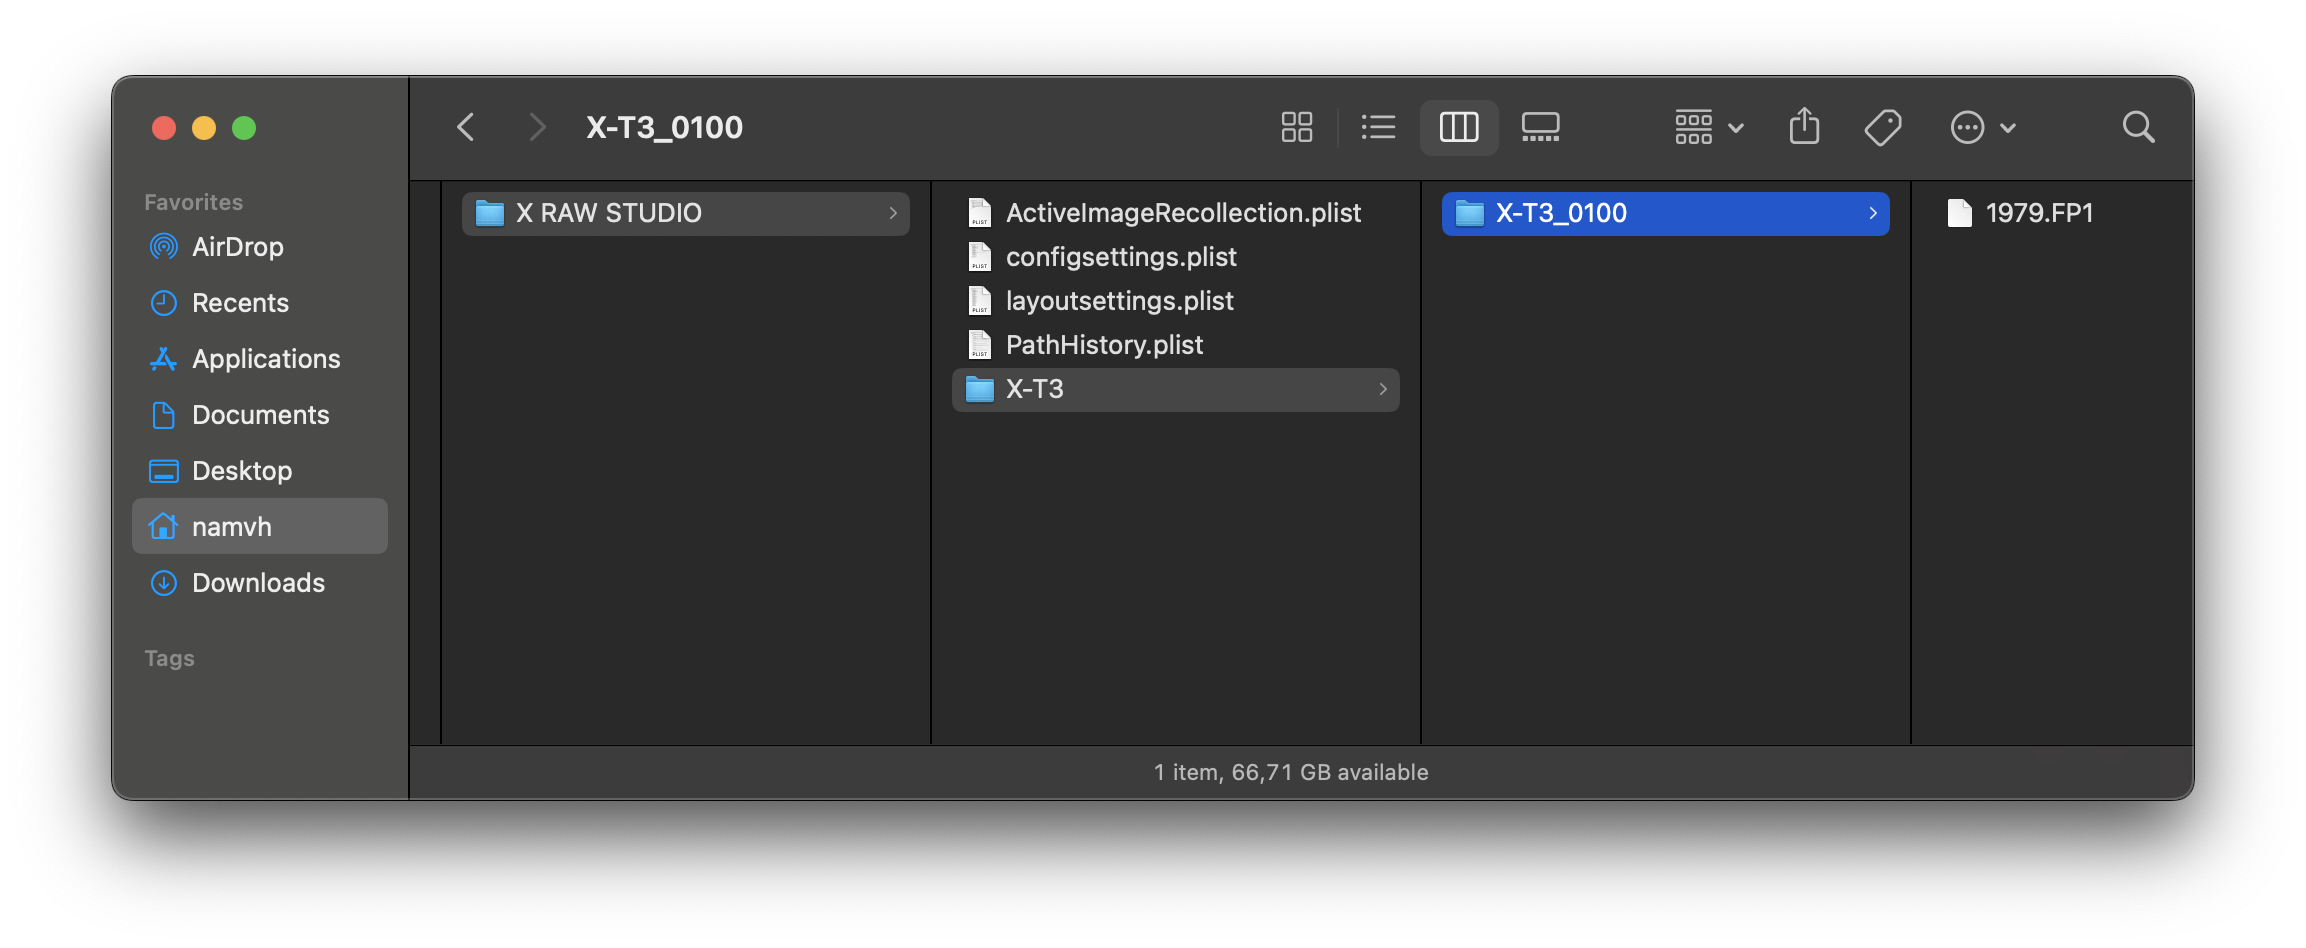 X-T3_0100
Favorites
AirDrop
Recents
Applications
Documents
Desktop
namvh
Downloads
Tags
X RAW STUDIO
ActiveImageRecollection.plist
configsettings.plist
layoutsettings.plist
PathHistory.plist
X-T3
X-T3_0100
1979.FP1
1 item, 66,71 GB available